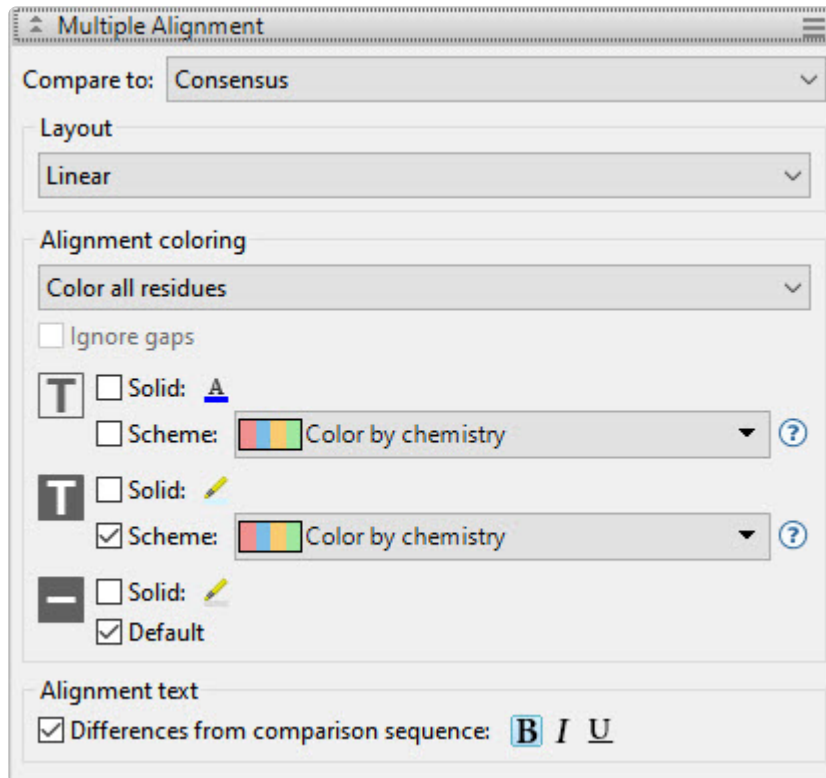 Multiple Alignment
Compare to: Consensus
Layout
Linear
Alignment coloring
Color all residues
Ignore gaps
T Solid: A
Scheme: Color by chemistry ?
T Solid:
Scheme: Color by chemistry ?
Solid:
Default
Alignment text
Differences from comparison sequence: B I U